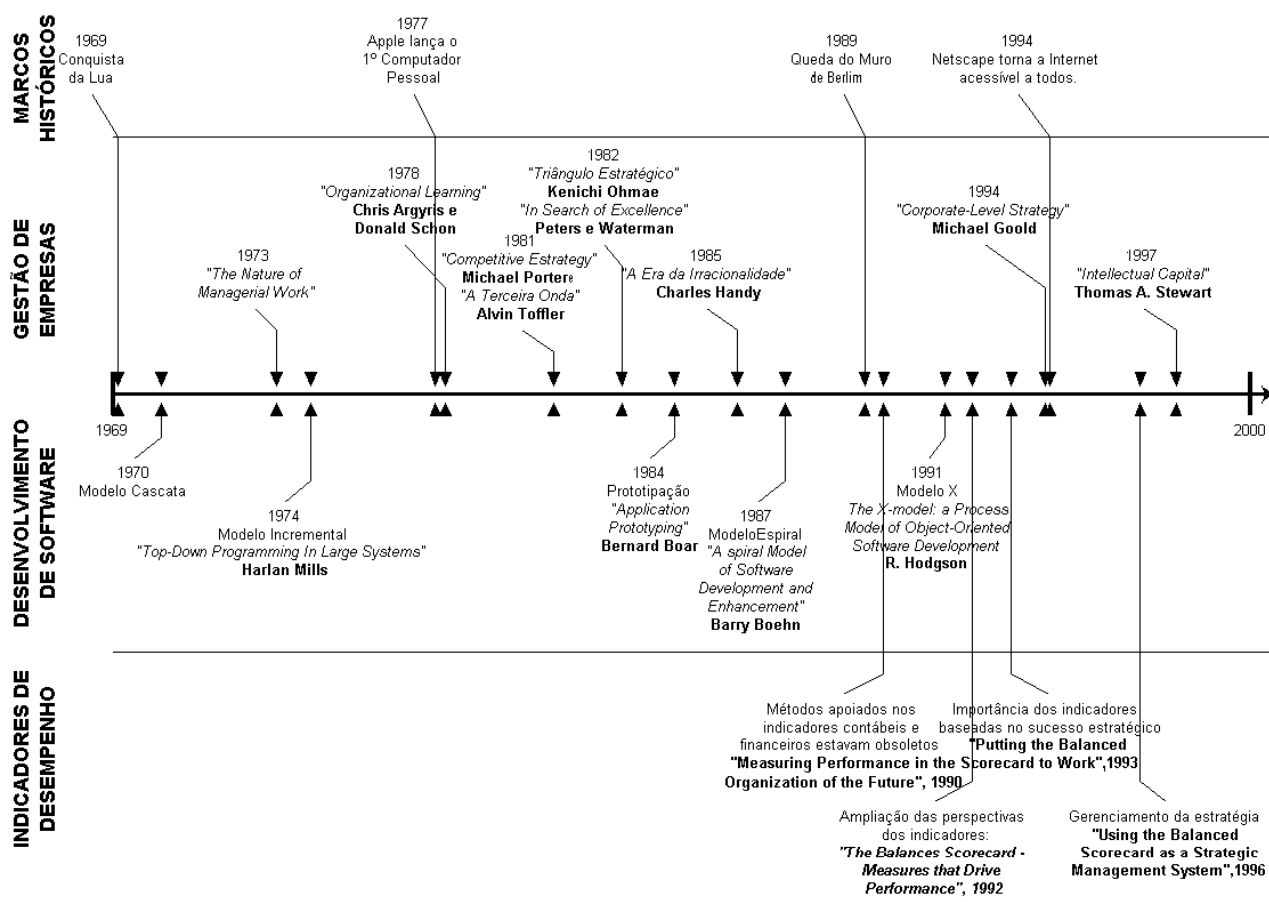 MARCOS
HISTÓRICOS
1969
Conquista
da Lua
1977
Apple lança o
1º Computador
Pessoal
1989
Queda do Muro
de Berlim
1994
Netscape torna a Internet
acessível a todos.
GESTÃO DE
EMPRESAS
1973
"The Nature of
Managerial Work"
1978
"Organizational Learning"
Chris Argyris e
Donald Schon
1981
"Competitive Estrategy"
Michael Porter e
"A Terceira Onda"
Alvin Toffler
1982
"Triângulo Estratégico"
Kenichi Ohmae
"In Search of Excellence"
Peters e Waterman
1985
"A Era da Irracionalidade"
Charles Handy
1994
"Corporate-Level Strategy"
Michael Goold
1997
"Intellectual Capital"
Thomas A. Stewart
1969
2000
DESENVOLVIMENTO
DE SOFTWARE
1970
Modelo Cascata
1974
Modelo Incremental
"Top-Down Programming In Large Systems"
Harlan Mills
1984
Prototipação
"Application
Prototyping"
Bernard Boar
1987
ModeloEspiral
"A spiral Model
of Software
Development and
Enhancement"
Barry Boehn
1991
Modelo X
The X-model: a Process
Model of Object-Oriented
Software Development
R. Hodgson
INDICADORES DE
DESEMPENHO
Métodos apoiados nos
indicadores contábeis e
financeiros estavam obsoletos
"Measuring Performance in the
Organization of the Future", 1990
Importância dos indicadores
baseadas no sucesso estratégico
"Putting the Balanced
Scorecard to Work",1993
Ampliação das perspectivas
dos indicadores:
"The Balances Scorecard -
Measures that Drive
Performance", 1992
Gerenciamento da estratégia
"Using the Balanced
Scorecard as a Strategic
Management System",1996